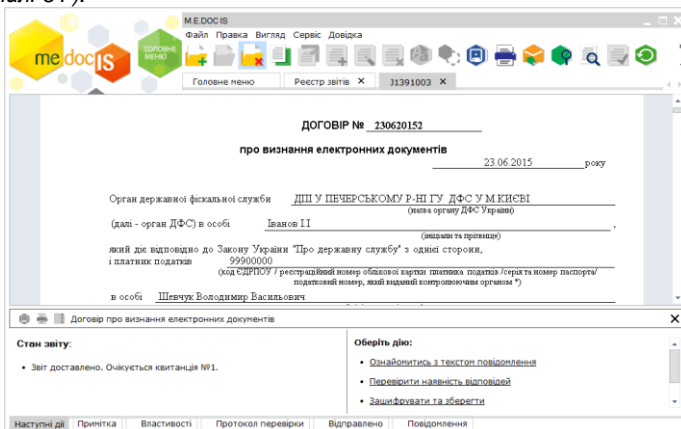 M.E.DOC IS
Файл Правка Вигляд Сервіс Довідка
me doc IS
ГОЛОВНЕ МЕНЮ
Головне меню Реєстр звітів X J1391003 X
ДОГОВІР № 230620152
про визнання електронних документів
23.06.2015 року
Орган державної фіскальної служби ДПІ У ПЕЧЕРСЬКОМУ Р-НІ ГУ ДФС У М.КИЄВІ
(назва органу ДФС України)
(далі - орган ДФС) в особі Іванов І.І ,
(ініціали та прізвище)
який діє відповідно до Закону України "Про державну службу" з однієї сторони,
і платник податків 99900000
(код ЄДРПОУ / реєстраційний номер облікової картки платника податків /серія та номер паспорта/
податковий номер, який виданий контролюючим органом *)
в особі Шевчук Володимир Васильович
Договір про визнання електронних документів
Стан звіту:
• Звіт доставлено. Очікується квитанція №1.
Оберіть дію:
• Ознайомитись з текстом повідомлення
• Перевірити наявність відповідей
• Зашифрувати та зберегти
Наступні дії Примітка Властивості Протокол перевірки Відправлено Повідомлення